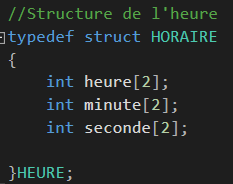 //Structure de l'heure
typedef struct HORAIRE
{
int heure[2];
int minute[2];
int seconde[2];
}HEURE;